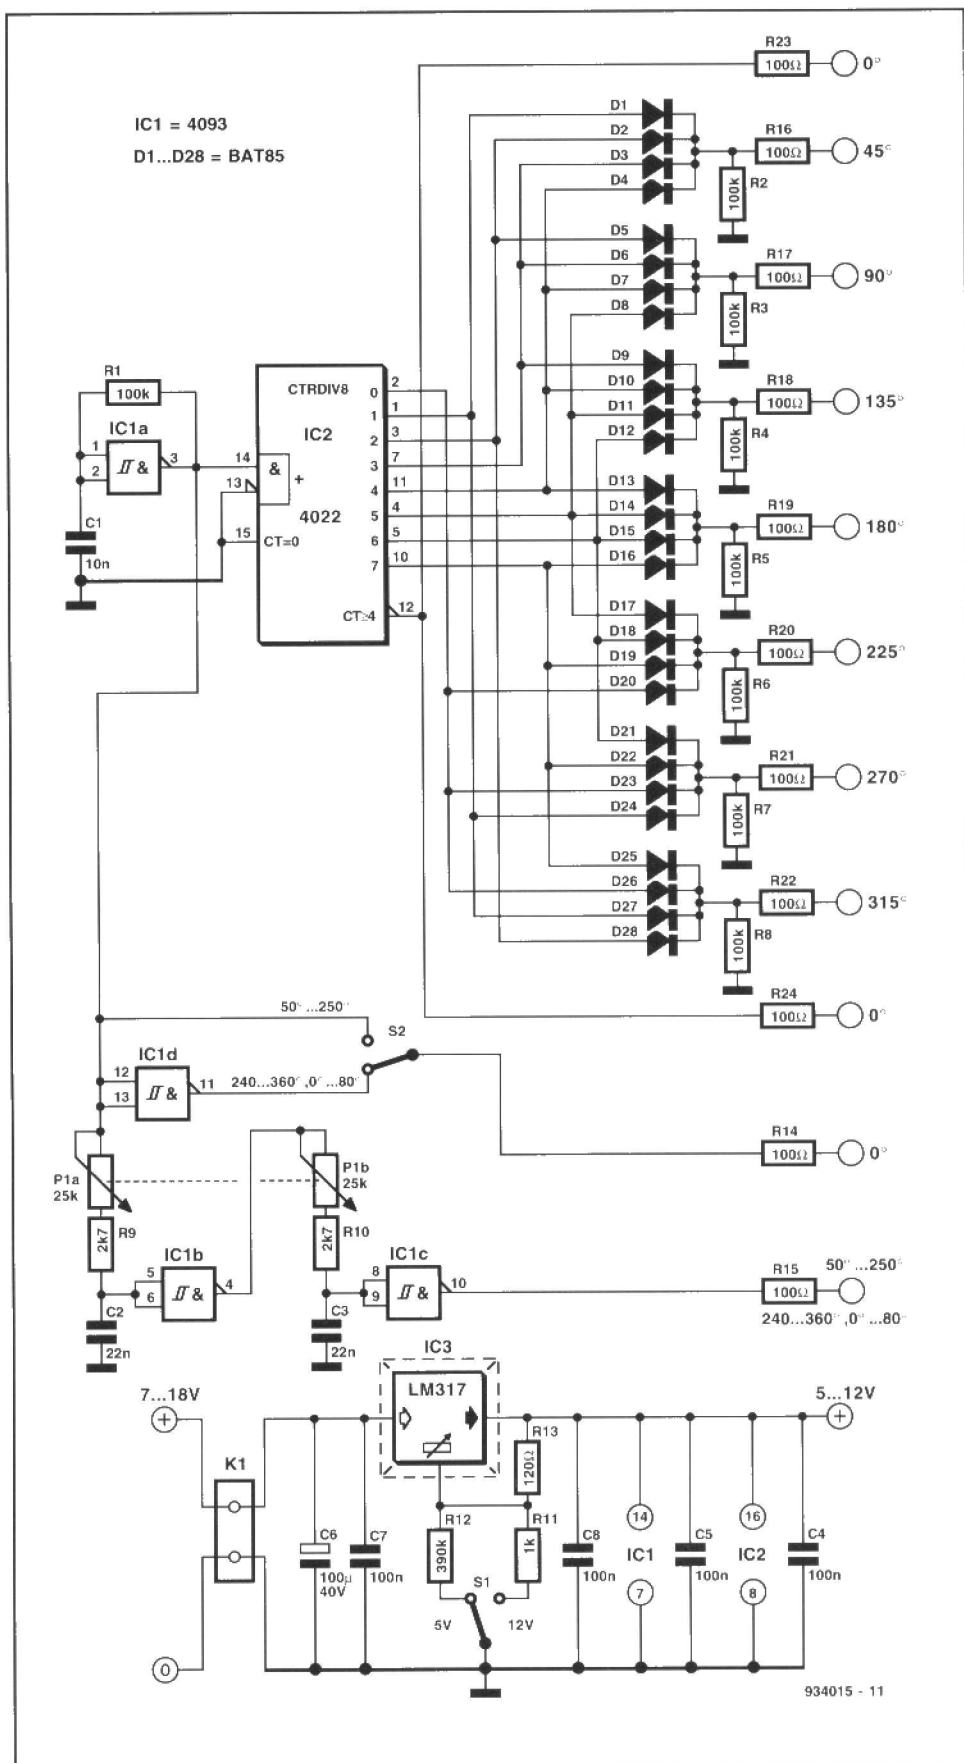 R23
100Ω
0°
IC1 = 4093
D1...D28 = BAT85
D1
D2
D3
D4
R16
100Ω
45°
100k
R2
D5
D6
D7
D8
R17
100Ω
90°
100k
R3
D9
D10
D11
D12
R18
100Ω
135°
100k
R4
R1
100k
IC1a
1
2
&
3
C1
10n
CTRDIV8
IC2
4022
14
13
15
&
+
CT=0
0
1
2
3
4
5
6
7
CT≥4
2
1
3
7
11
4
5
10
12
D13
D14
D15
D16
R19
100Ω
180°
100k
R5
D17
D18
D19
D20
R20
100Ω
225°
100k
R6
D21
D22
D23
D24
R21
100Ω
270°
100k
R7
D25
D26
D27
D28
R22
100Ω
315°
100k
R8
R24
100Ω
0°
50°...250°
S2
IC1d
12
13
&
11
240...360°,0°...80°
R14
100Ω
0°
P1a
25k
P1b
25k
2k7
R9
2k7
R10
IC1b
5
6
&
4
IC1c
8
9
&
10
C2
22n
C3
22n
R15
100Ω
50°...250°
240...360°,0°...80°
IC3
LM317
7...18V
+
5...12V
+
K1
R13
120Ω
R12
390k
R11
1k
C6
100µ
40V
C7
100n
S1
5V
12V
C8
100n
14
IC1
7
C5
100n
16
IC2
8
C4
100n
0
934015 - 11